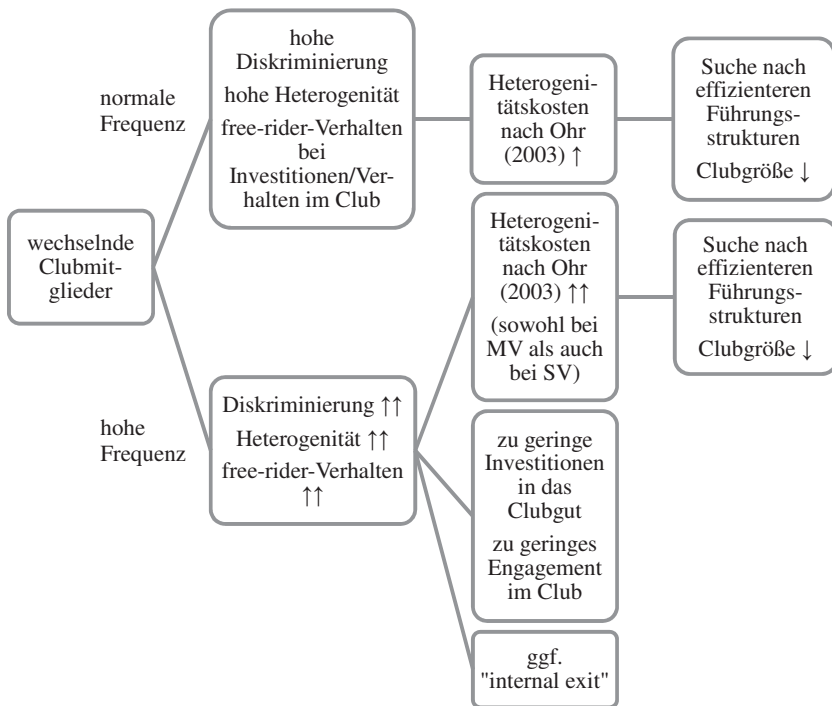 wechselnde
Clubmit-
glieder
normale
Frequenz
hohe
Diskriminierung
hohe Heterogenität
free-rider-Verhalten
bei
Investitionen/Ver-
halten im Club
Heterogeni-
tätskosten
nach Ohr
(2003) ↑
Suche nach
effizienteren
Führungs-
strukturen
Clubgröße ↓
hohe
Frequenz
Diskriminierung ↑↑
Heterogenität ↑↑
free-rider-Verhalten
↑↑
Heterogeni-
tätskosten
nach Ohr
(2003) ↑↑
(sowohl bei
MV als auch
bei SV)
Suche nach
effizienteren
Führungs-
strukturen
Clubgröße ↓
zu geringe
Investitionen
in das
Clubgut
zu geringes
Engagement
im Club
ggf.
"internal exit"